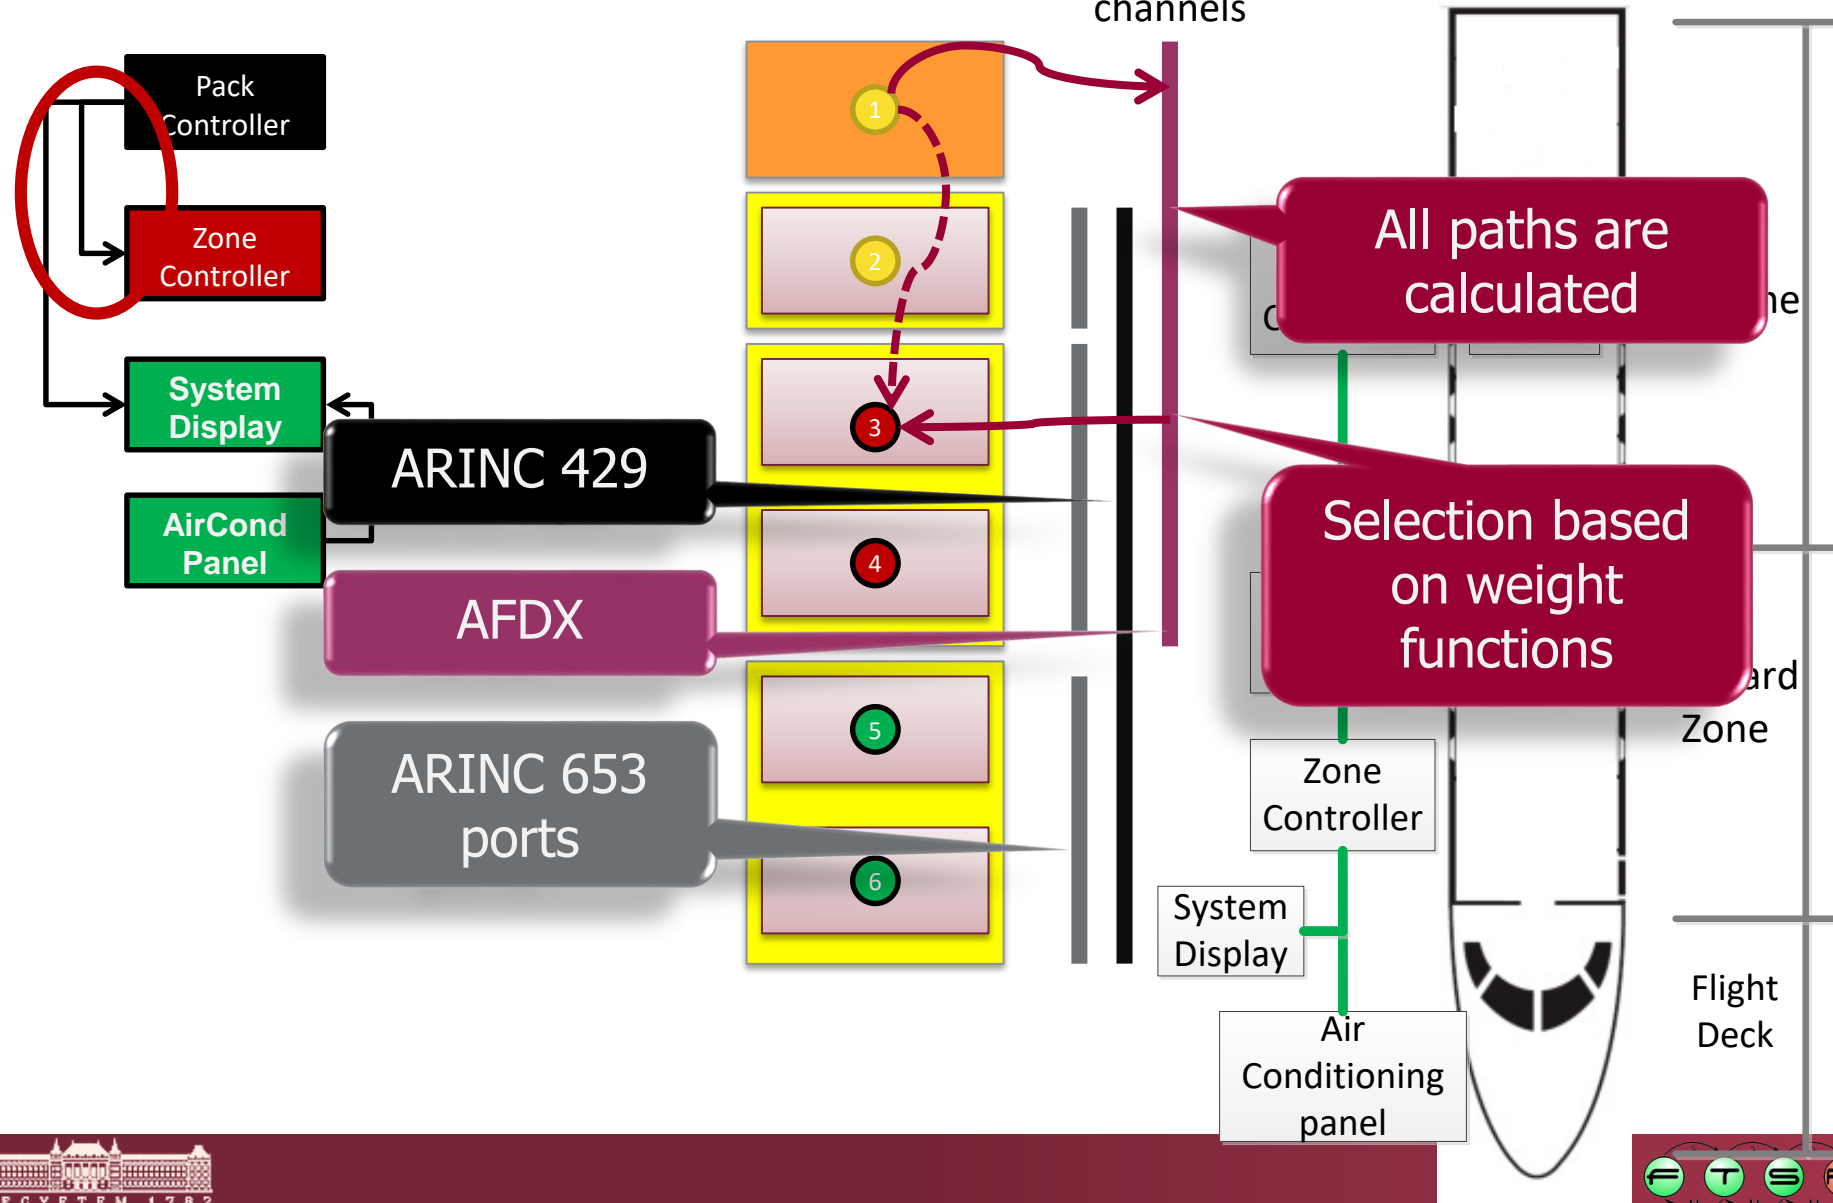 channels
Pack
Controller
Zone
Controller
System
Display
AirCond
Panel
ARINC 429
AFDX
ARINC 653
ports
1
2
3
4
5
6
All paths are
calculated
Selection based
on weight
functions
Zone
Zone
Controller
System
Display
Air
Conditioning
panel
Flight
Deck
EGYETEM 1782
F T S